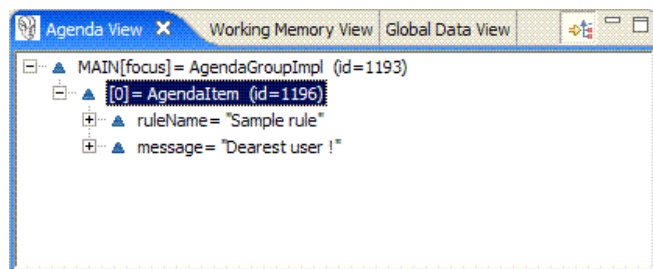 Agenda View Working Memory View Global Data View
MAIN[focus]= AgendaGroupImpl (id=1193)
[0]= AgendaItem (id=1196)
ruleName= "Sample rule"
message= "Dearest user !"